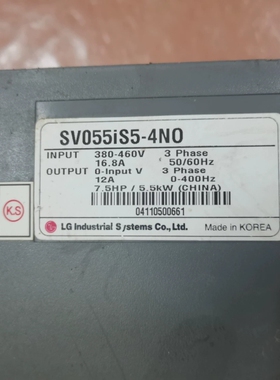 SV055iS5-4NO
INPUT 380-460V 3 Phase
16.8A 50/60Hz
OUTPUT 0-Input V 3 Phase
12A 0-400Hz
7.5HP / 5.5kW (CHINA)
04110500661
K.S
LG Industrial Systems Co., Ltd. Made in KOREA